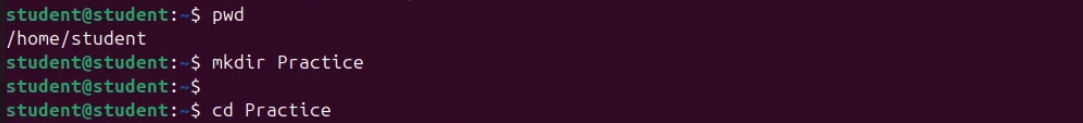 student@student:~$ pwd
/home/student
student@student:~$ mkdir Practice
student@student:~$
student@student:~$ cd Practice